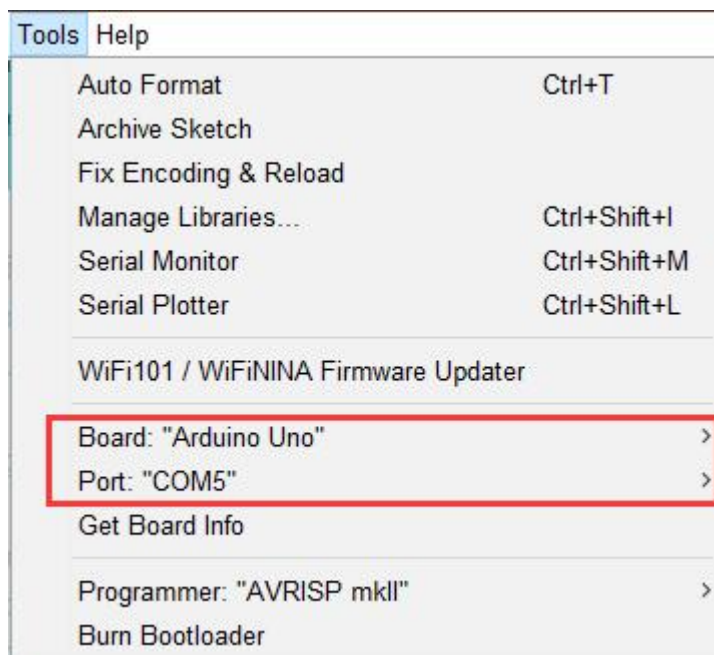 Tools Help
Auto Format Ctrl+T
Archive Sketch
Fix Encoding & Reload
Manage Libraries... Ctrl+Shift+I
Serial Monitor Ctrl+Shift+M
Serial Plotter Ctrl+Shift+L
WiFi101 / WiFiNINA Firmware Updater
Board: "Arduino Uno" >
Port: "COM5" >
Get Board Info
Programmer: "AVRISP mkII" >
Burn Bootloader